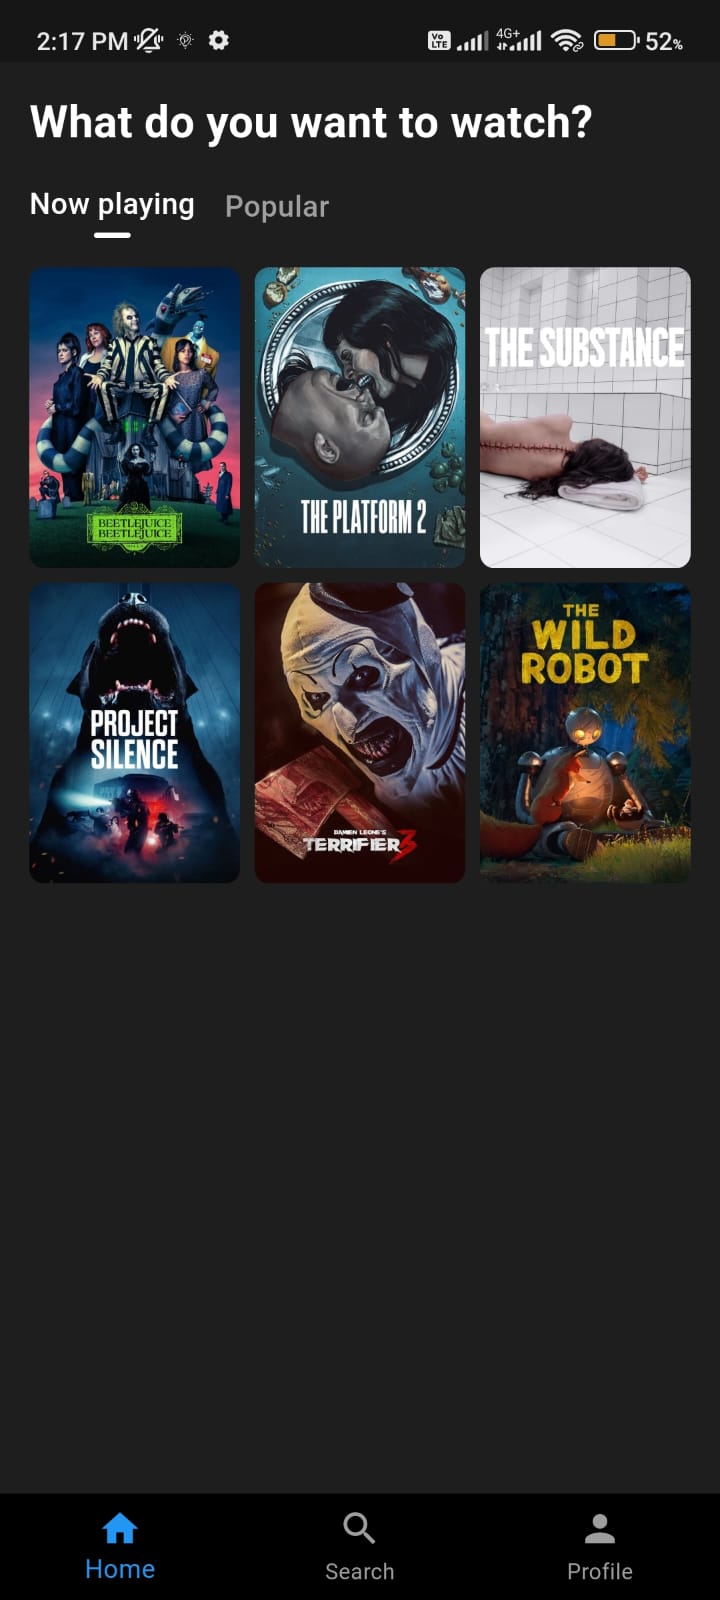 2:17 PM
Vo LTE
4G+
52%
What do you want to watch?
Now playing
Popular
BEETLEJUICE
BEETLEJUICE
THE PLATFORM 2
THE SUBSTANCE
PROJECT
SILENCE
DAMIEN LEONE'S
TERRIFIER 3
THE
WILD
ROBOT
Home
Search
Profile